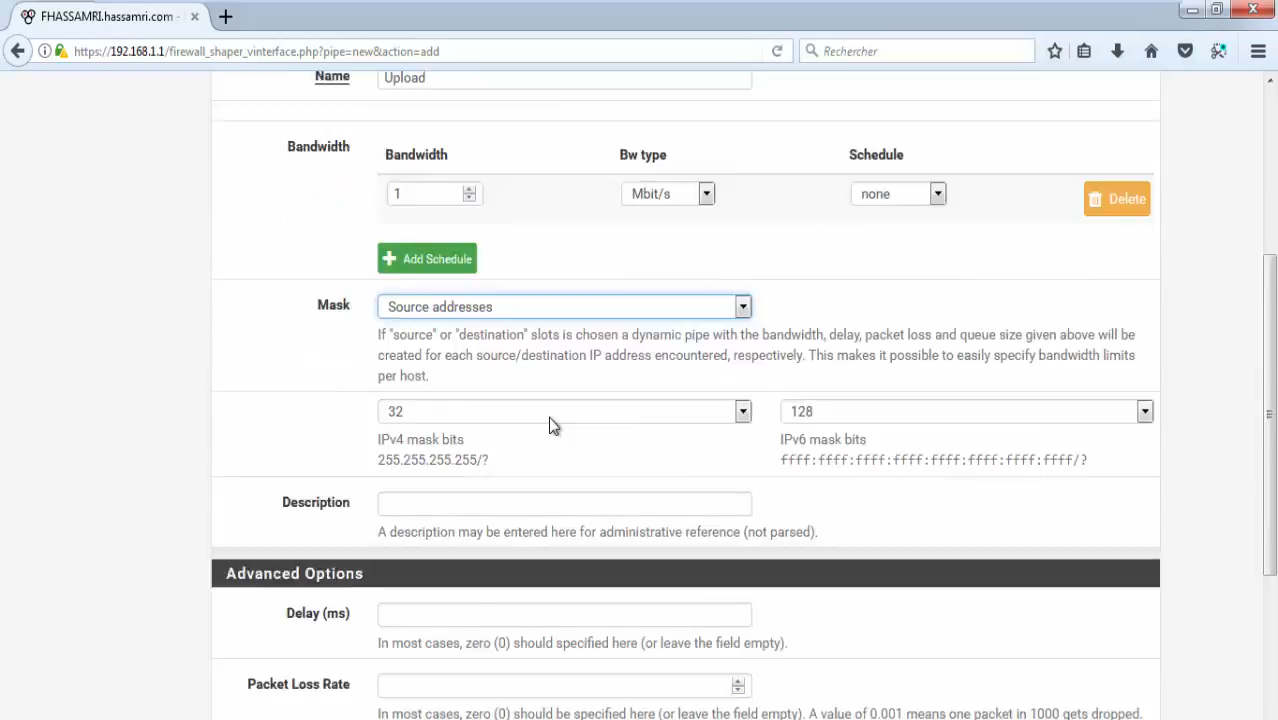 FHASSAMRI.hassamri.com -
https://192.168.1.1/firewall_shaper_vinterface.php?pipe=new&action=add
Rechercher
Name
Upload
Bandwidth
Bandwidth
Bw type
Schedule
1
Mbit/s
none
Delete
Add Schedule
Mask
Source addresses
If "source" or "destination" slots is chosen a dynamic pipe with the bandwidth, delay, packet loss and queue size given above will be
created for each source/destination IP address encountered, respectively. This makes it possible to easily specify bandwidth limits
per host.
32
128
IPv4 mask bits
IPv6 mask bits
255.255.255.255/?
ffff:ffff:ffff:ffff:ffff:ffff:ffff:ffff/?
Description
A description may be entered here for administrative reference (not parsed).
Advanced Options
Delay (ms)
In most cases, zero (0) should specified here (or leave the field empty).
Packet Loss Rate
In most cases, zero (0) should be specified here (or leave the field empty). A value of 0.001 means one packet in 1000 gets dropped.